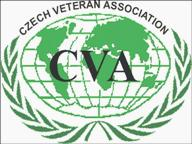 CZECH VETERAN ASSOCIATION
CVA